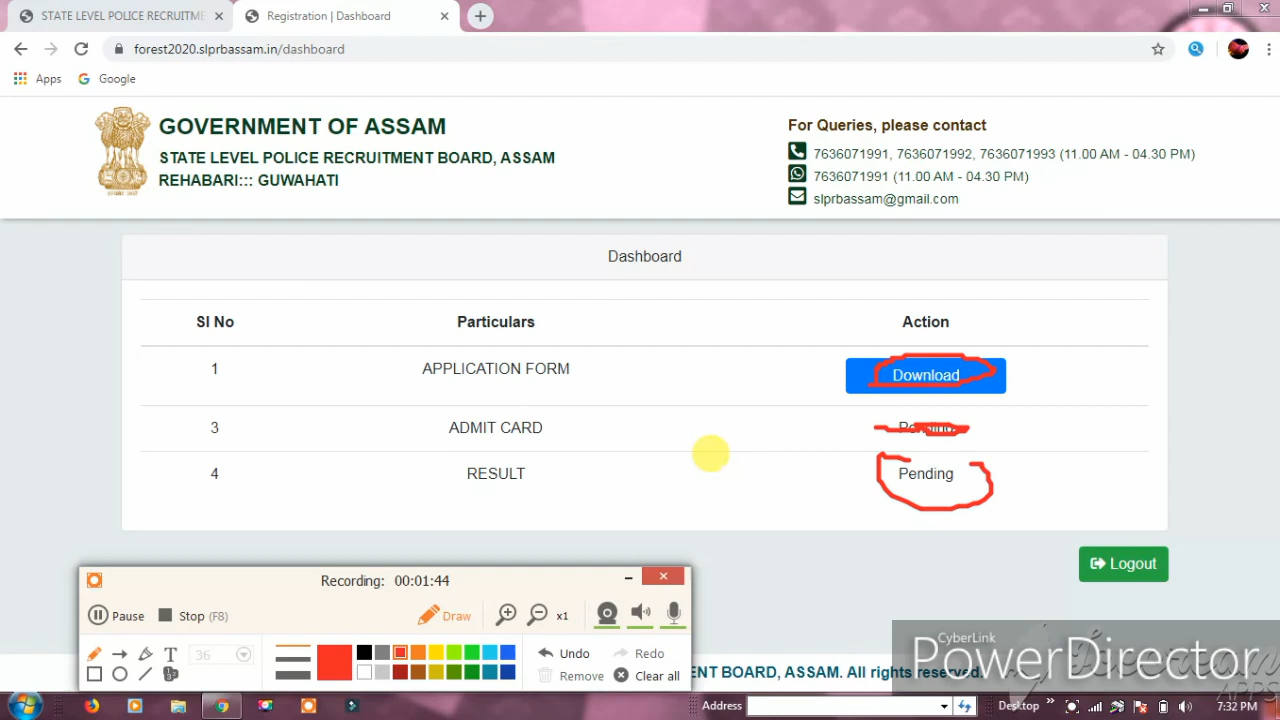 STATE LEVEL POLICE RECRUITME
Registration | Dashboard
forest2020.slprbassam.in/dashboard
Apps
Google
GOVERNMENT OF ASSAM
STATE LEVEL POLICE RECRUITMENT BOARD, ASSAM
REHABARI::: GUWAHATI
For Queries, please contact
7636071991, 7636071992, 7636071993 (11.00 AM - 04.30 PM)
7636071991 (11.00 AM - 04.30 PM)
slprbassam@gmail.com
Dashboard
Sl No Particulars Action
1 APPLICATION FORM Download
3 ADMIT CARD Pending
4 RESULT Pending
Logout
Recording: 00:01:44
Pause Stop (F8) Draw x1
36 Undo Redo
Remove Clear all
CyberLink
PowerDirector
NT BOARD, ASSAM. All rights reserved.
APPS
Address Desktop 7:32 PM